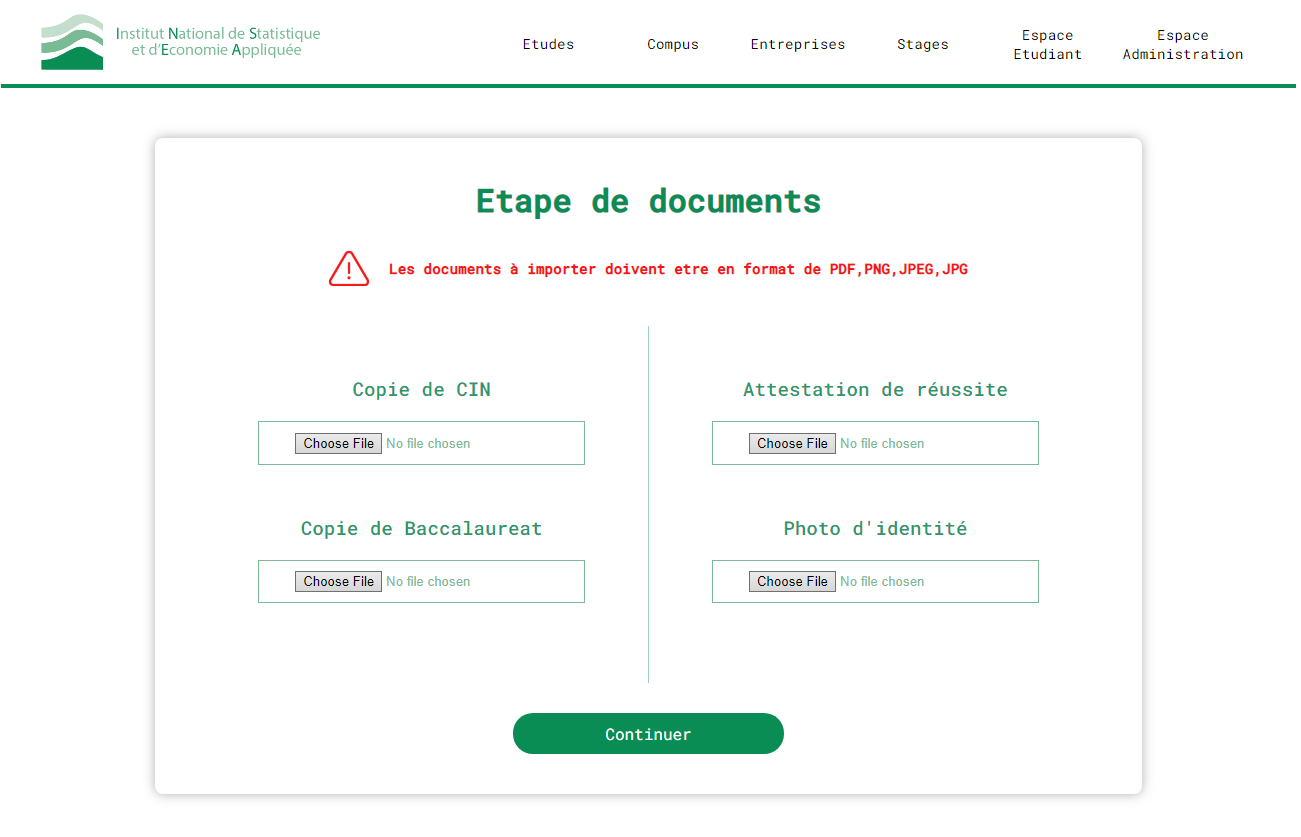 Institut National de Statistique
et d'Economie Appliquée
Etudes
Compus
Entreprises
Stages
Espace
Etudiant
Espace
Administration
Etape de documents
Les documents à importer doivent etre en format de PDF,PNG,JPEG,JPG
Copie de CIN
Choose File No file chosen
Attestation de réussite
Choose File No file chosen
Copie de Baccalaureat
Choose File No file chosen
Photo d'identité
Choose File No file chosen
Continuer